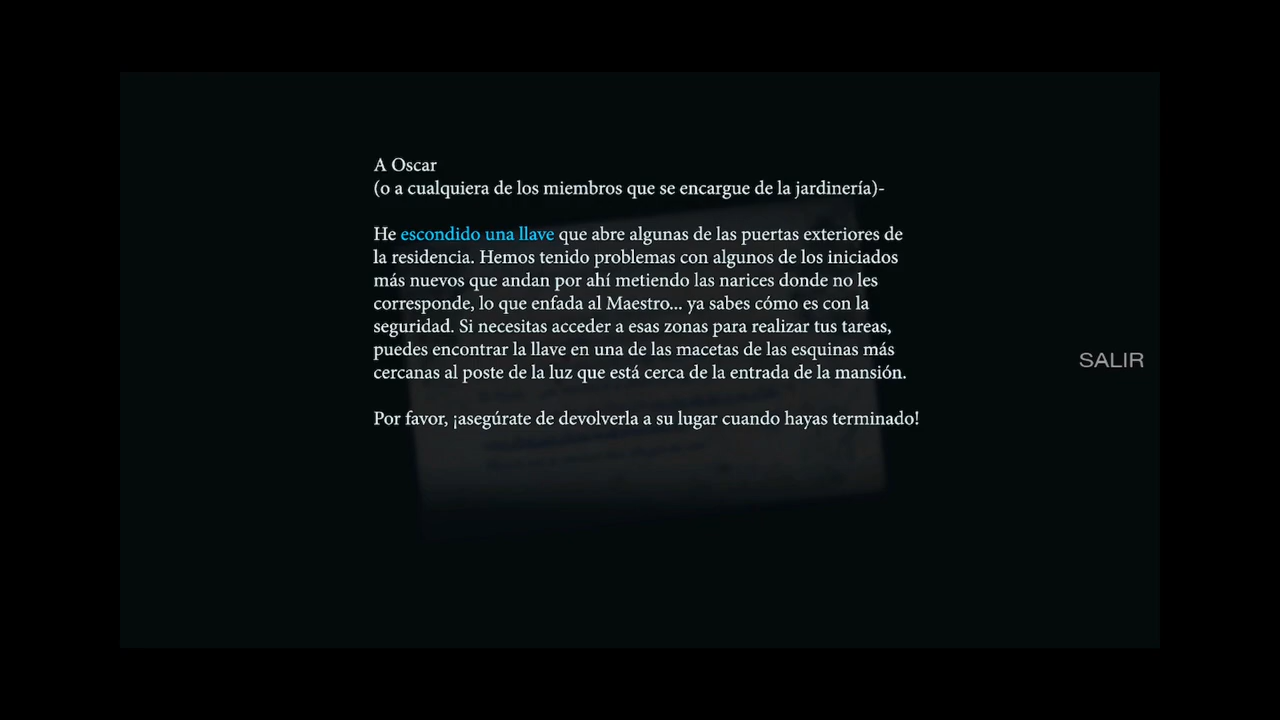 A Oscar
(o a cualquiera de los miembros que se encargue de la jardinería)-
He escondido una llave que abre algunas de las puertas exteriores de
la residencia. Hemos tenido problemas con algunos de los iniciados
más nuevos que andan por ahí metiendo las narices donde no les
corresponde, lo que enfada al Maestro... ya sabes cómo es con la
seguridad. Si necesitas acceder a esas zonas para realizar tus tareas,
puedes encontrar la llave en una de las macetas de las esquinas más
cercanas al poste de la luz que está cerca de la entrada de la mansión.
Por favor, ¡asegúrate de devolverla a su lugar cuando hayas terminado!
SALIR